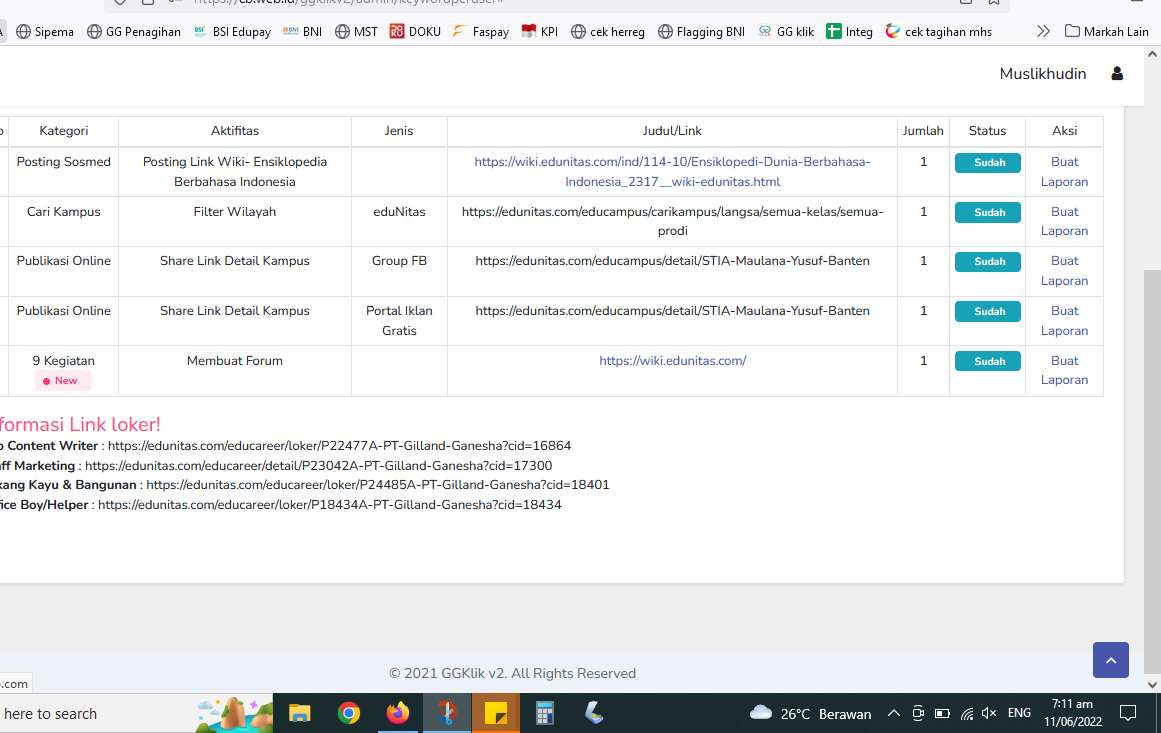 Sipema GG Penagihan BSI Edupay BNI MST DOKU Faspay KPI cek herreg Flagging BNI GG klik Integ cek tagihan mhs Markah Lain
Muslikhudin
Kategori Aktifitas Jenis Judul/Link Jumlah Status Aksi
Posting Sosmed Posting Link Wiki- Ensiklopedia https://wiki.edunitas.com/ind/114-10/Ensiklopedi-Dunia-Berbahasa- 1 Sudah Buat
Berbahasa Indonesia Indonesia_2317__wiki-edunitas.html Laporan
Cari Kampus Filter Wilayah eduNitas https://edunitas.com/educampus/carikampus/langsa/semua-kelas/semua- 1 Sudah Buat
prodi Laporan
Publikasi Online Share Link Detail Kampus Group FB https://edunitas.com/educampus/detail/STIA-Maulana-Yusuf-Banten 1 Sudah Buat
Laporan
Publikasi Online Share Link Detail Kampus Portal Iklan https://edunitas.com/educampus/detail/STIA-Maulana-Yusuf-Banten 1 Sudah Buat
Gratis Laporan
9 Kegiatan Membuat Forum https://wiki.edunitas.com/ 1 Sudah Buat
New Laporan
formasi Link loker!
Content Writer : https://edunitas.com/educareer/loker/P22477A-PT-Gilland-Ganesha?cid=16864
ff Marketing : https://edunitas.com/educareer/detail/P23042A-PT-Gilland-Ganesha?cid=17300
kang Kayu & Bangunan : https://edunitas.com/educareer/loker/P24485A-PT-Gilland-Ganesha?cid=18401
fice Boy/Helper : https://edunitas.com/educareer/loker/P18434A-PT-Gilland-Ganesha?cid=18434
© 2021 GGKlik v2. All Rights Reserved
.com
here to search 26°C Berawan ENG 7:11 am
11/06/2022